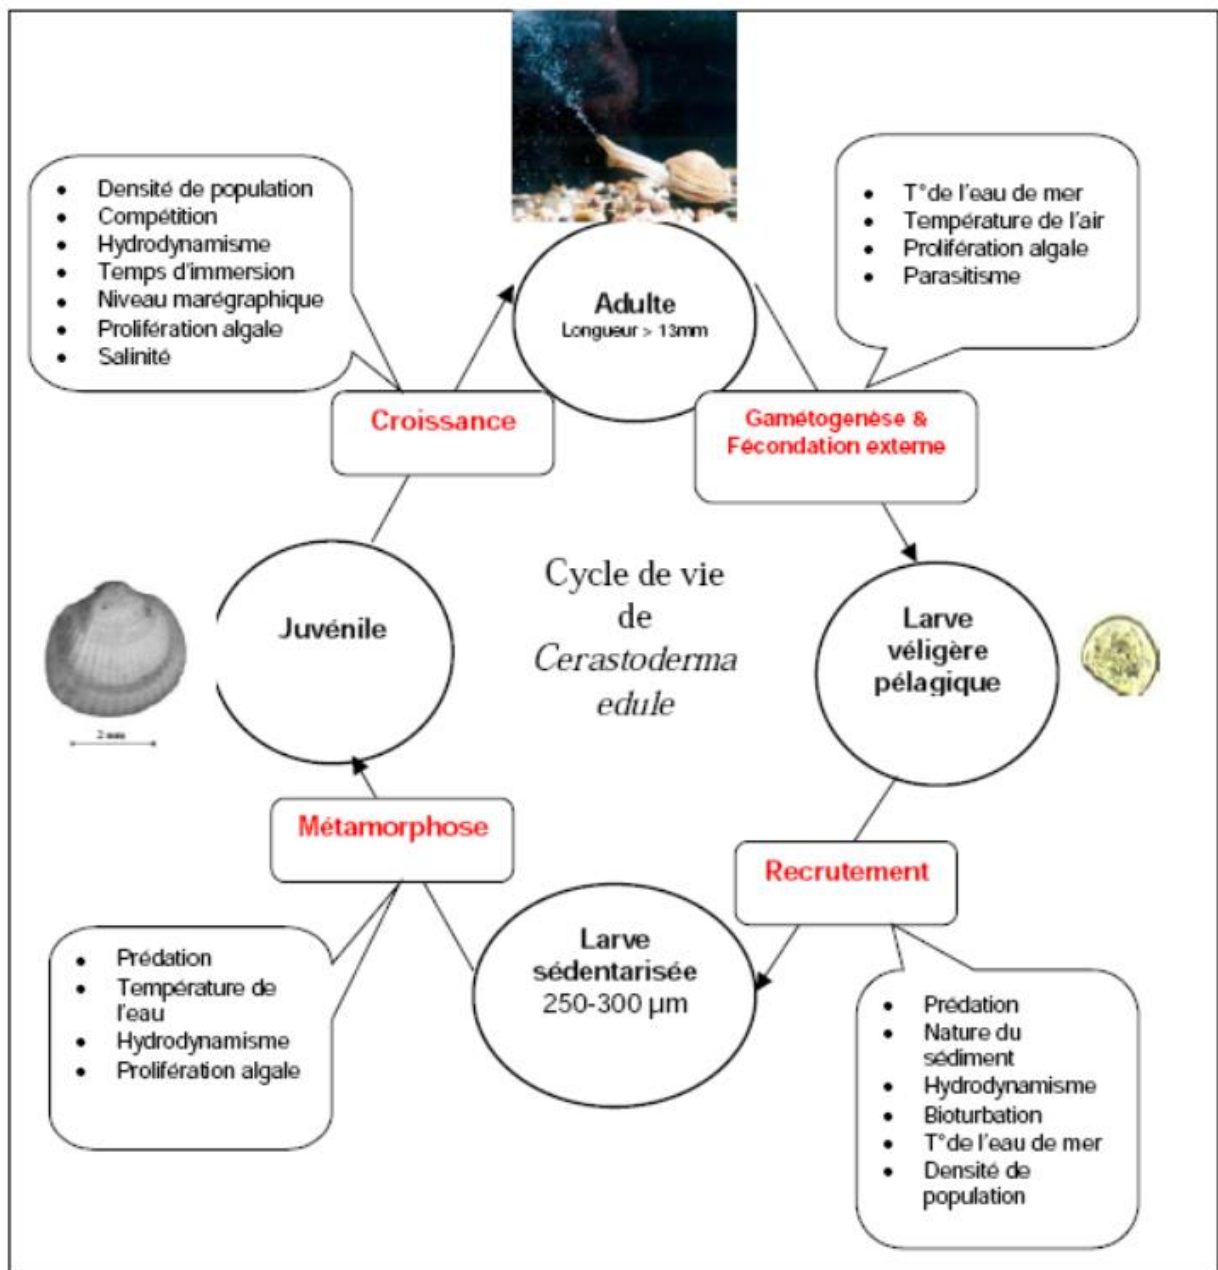 Densité de population
Compétition
Hydrodynamisme
Temps d'immersion
Niveau marégraphique
Prolifération algale
Salinité
T°de l'eau de mer
Température de l'air
Prolifération algale
Parasitisme
Adulte
Longueur > 13mm
Croissance
Gamétogenèse &
Fécondation externe
Juvénile
2 mm
Cycle de vie
de
Cerastoderma
edule
Larve
véligère
pélagique
Métamorphose
Recrutement
Larve
sédentarisée
250-300 µm
Prédation
Température de
l'eau
Hydrodynamisme
Prolifération algale
Prédation
Nature du
sédiment
Hydrodynamisme
Bioturbation
T°de l'eau de mer
Densité de
population